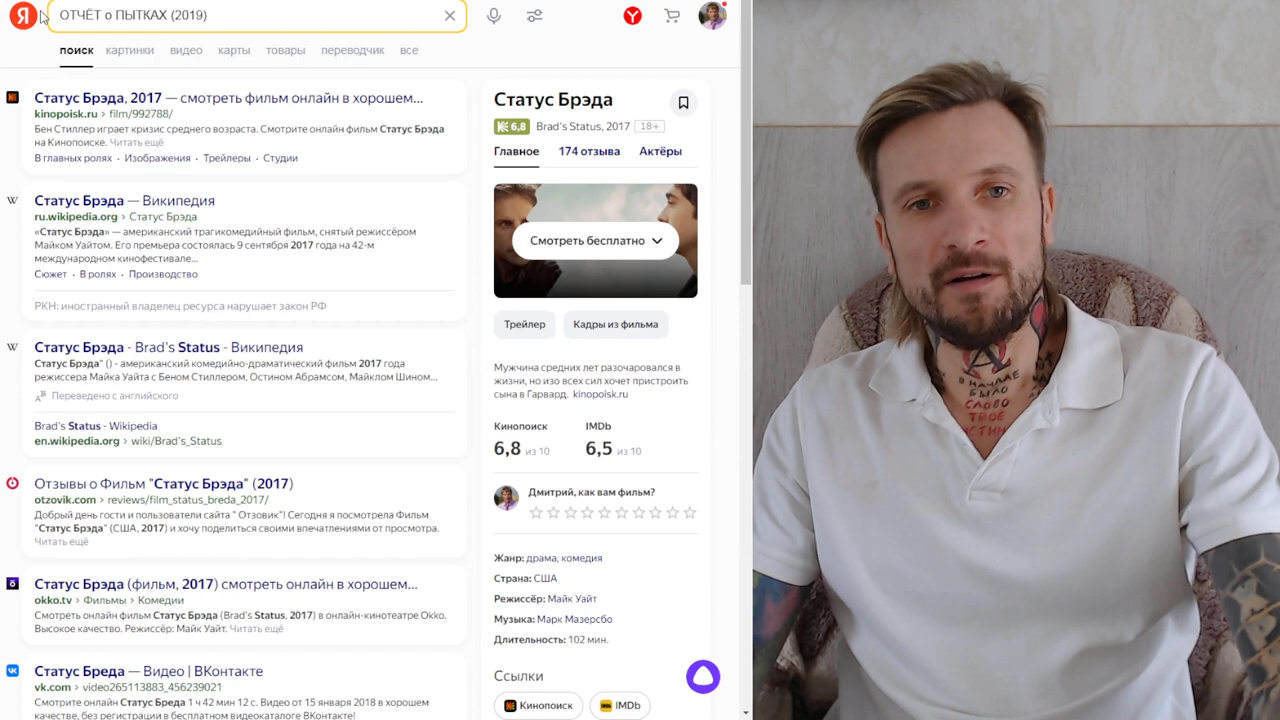 Я
ОТЧЁТ о ПЫТКАХ (2019)
Y
поиск картинки видео карты товары переводчик все
Статус Брэда, 2017 — смотреть фильм онлайн в хорошем...
kinopoisk.ru › film/992788/
Бен Стиллер играет кризис среднего возраста. Смотрите онлайн фильм Статус Брэда
на Кинопоиске. Читать ещё
В главных ролях · Изображения · Трейлеры · Студии
W
Статус Брэда — Википедия
ru.wikipedia.org › Статус Брэда
«Статус Брэда» — американский трагикомедийный фильм, снятый режиссёром
Майком Уайтом. Его премьера состоялась 9 сентября 2017 года на 42-м
международном кинофестивале...
Сюжет · В ролях · Производство
РКН: иностранный владелец ресурса нарушает закон РФ
W
Статус Брэда - Brad's Status - Википедия
Статус Брэда" () - американский комедийно-драматический фильм 2017 года
режиссера Майка Уайта с Беном Стиллером, Остином Абрамсом, Майклом Шином...
Переведено с английского
Brad's Status - Wikipedia
en.wikipedia.org › wiki/Brad's_Status
Отзывы о Фильм "Статус Брэда" (2017)
otzovik.com › reviews/film_status_breda_2017/
Добрый день гости и пользователи сайта " Отзовик"! Сегодня я посмотрела Фильм
"Статус Брэда" (США, 2017) и хочу поделиться своими впечатлениями от просмотра.
Читать ещё
Статус Брэда (фильм, 2017) смотреть онлайн в хорошем...
okko.tv › Фильмы › Комедии
Смотреть онлайн фильм Статус Брэда (Brad's Status, 2017) в онлайн-кинотеатре Okko.
Высокое качество. Режиссёр: Майк Уайт. Читать ещё
Статус Бреда — Видео | ВКонтакте
vk.com › video265113883_456239021
Смотрите онлайн Статус Бреда 1 ч 42 мин 12 с. Видео от 15 января 2018 в хорошем
качестве, без регистрации в бесплатном видеокаталоге ВКонтакте!
Статус Брэда
6,8 Brad's Status, 2017 18+
Главное 174 отзыва Актёры
Смотреть бесплатно
Трейлер Кадры из фильма
Мужчина средних лет разочаровался в
жизни, но изо всех сил хочет пристроить
сына в Гарвард. kinopoisk.ru
Кинопоиск IMDb
6,8 из 10 6,5 из 10
Дмитрий, как вам фильм?
Жанр: драма, комедия
Страна: США
Режиссёр: Майк Уайт
Музыка: Марк Мазерсбо
Длительность: 102 мин.
Ссылки
Кинопоиск IMDb
В НАЧАЛЕ
БЫЛО
СЛОВО
ТВОЕ